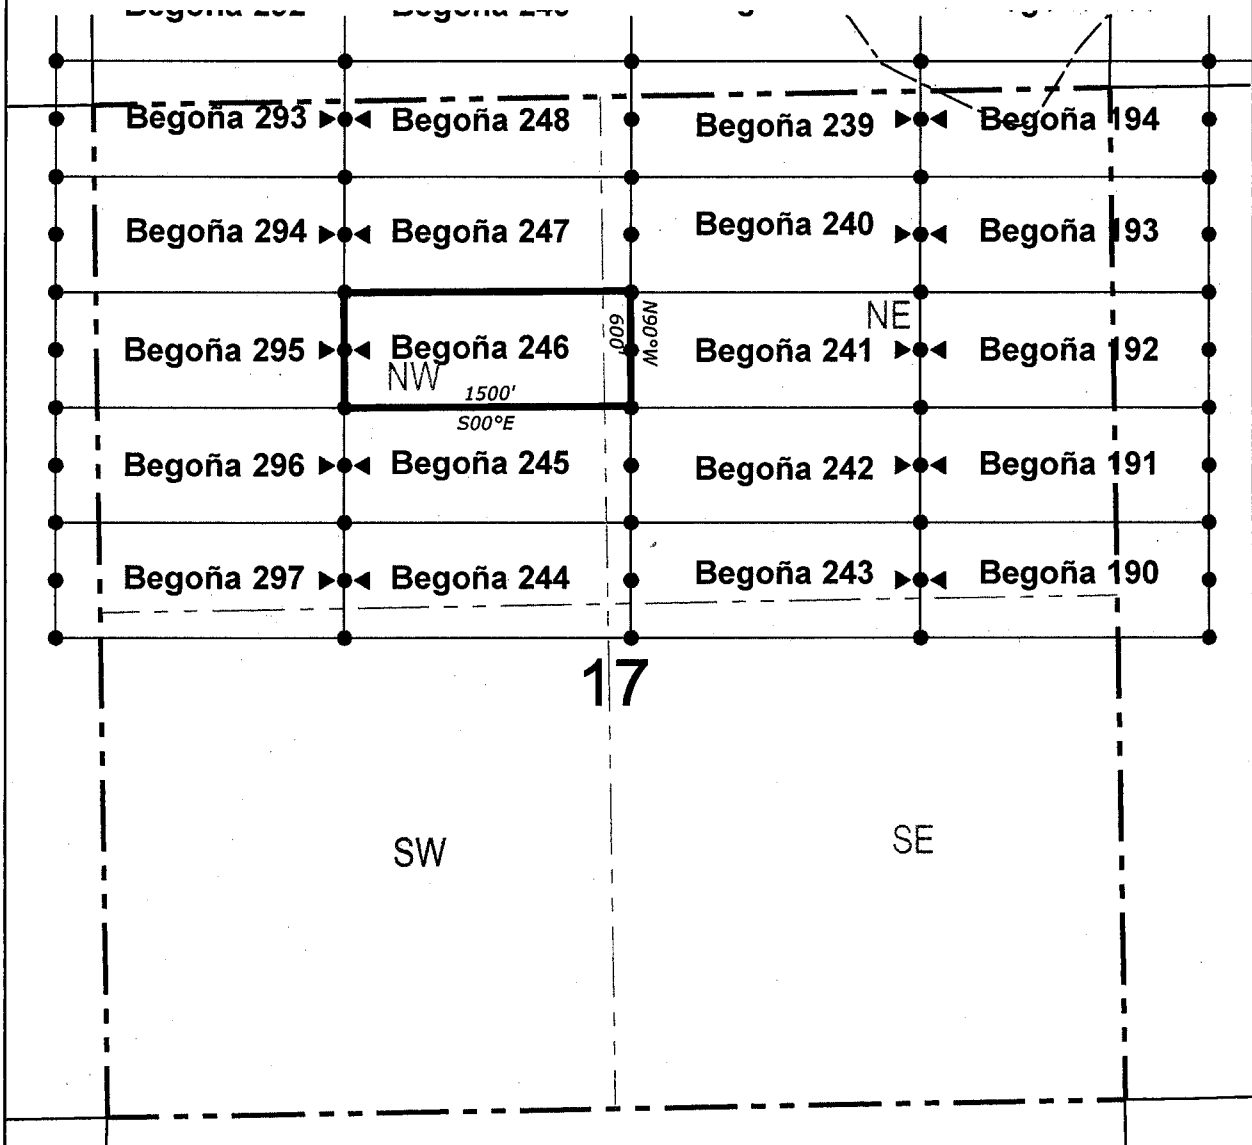 Begoña 293 Begoña 248 Begoña 239 Begoña 194
Begoña 294 Begoña 247 Begoña 240 Begoña 193
NE
Begoña 295 Begoña 246 600' N90°W Begoña 241 Begoña 192
NW
1500'
S00°E
Begoña 296 Begoña 245 Begoña 242 Begoña 191
Begoña 297 Begoña 244 Begoña 243 Begoña 190
17
SW SE